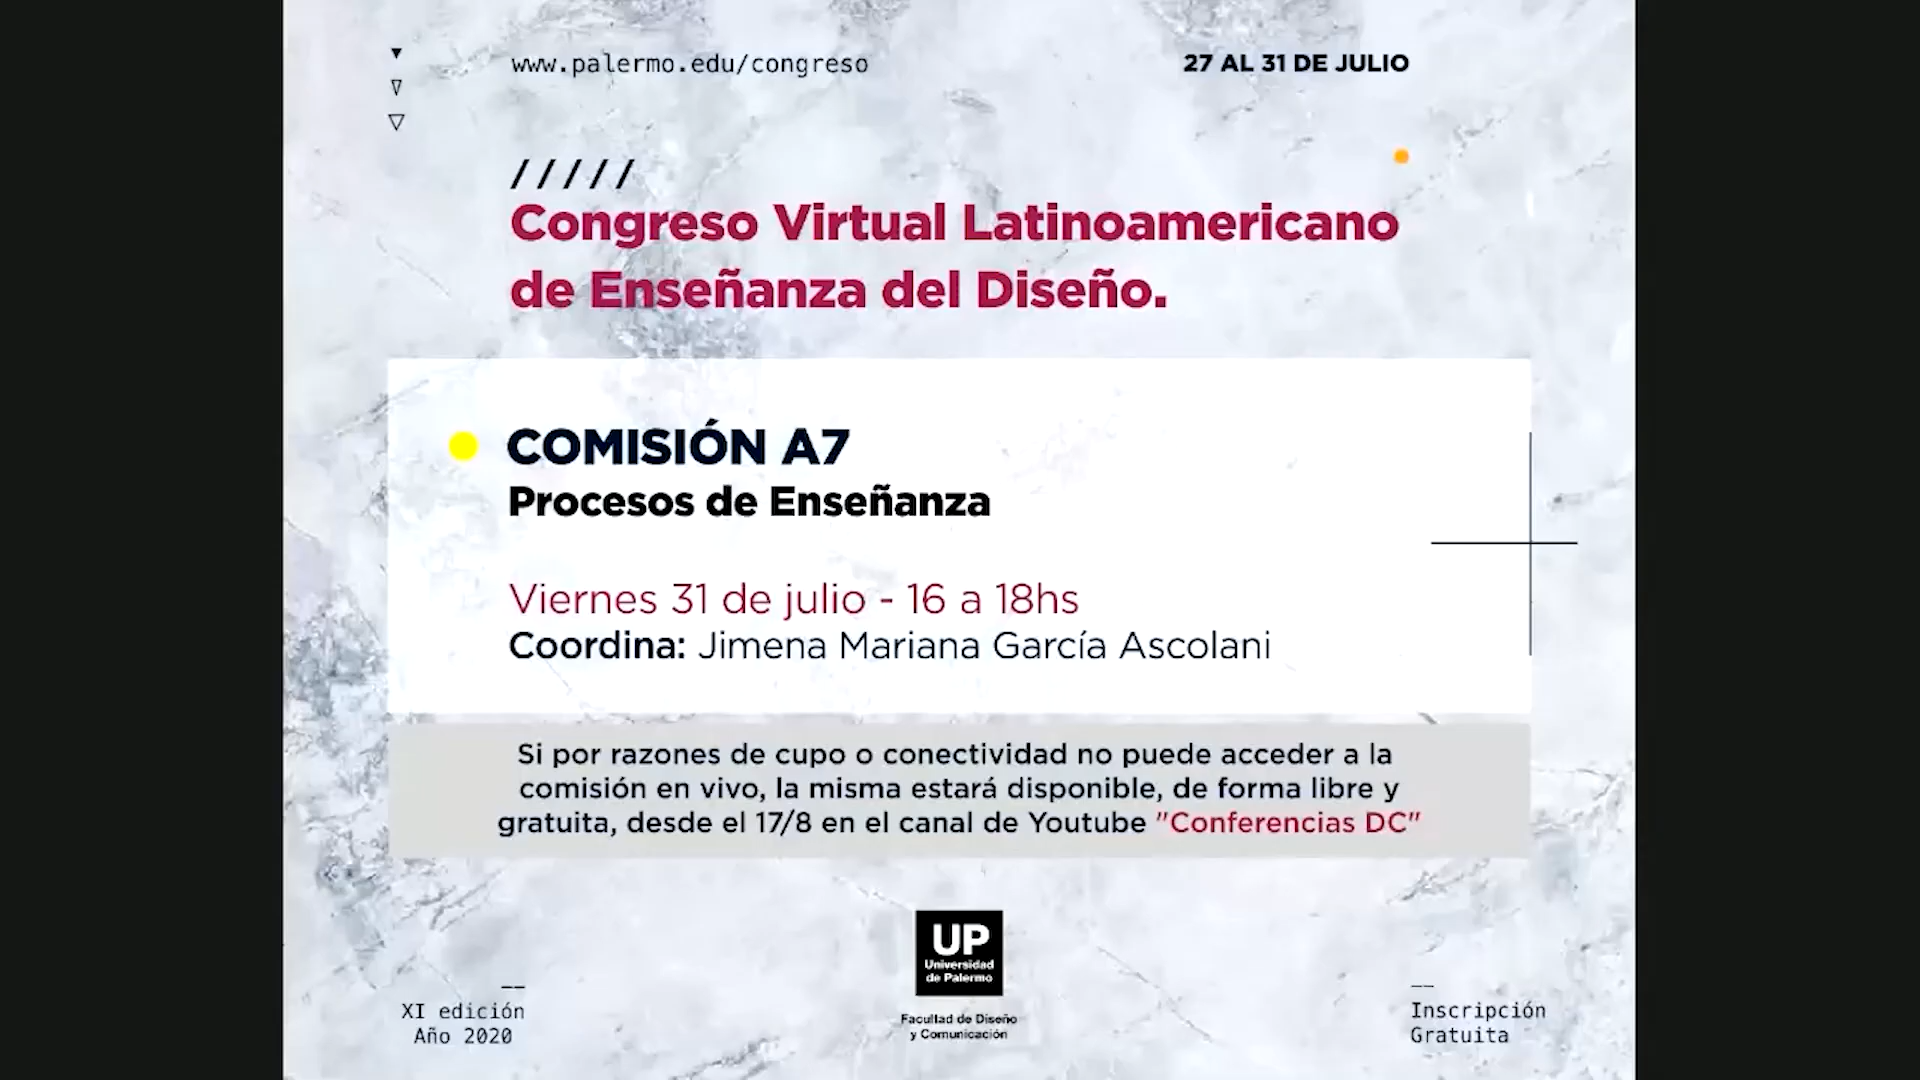 www.palermo.edu/congreso
27 AL 31 DE JULIO
/////
Congreso Virtual Latinoamericano
de Enseñanza del Diseño.
COMISIÓN A7
Procesos de Enseñanza
Viernes 31 de julio - 16 a 18hs
Coordina: Jimena Mariana García Ascolani
Si por razones de cupo o conectividad no puede acceder a la
comisión en vivo, la misma estará disponible, de forma libre y
gratuita, desde el 17/8 en el canal de Youtube "Conferencias DC"
UP
Universidad
de Palermo
Facultad de Diseño
y Comunicación
XI edición
Año 2020
Inscripción
Gratuita